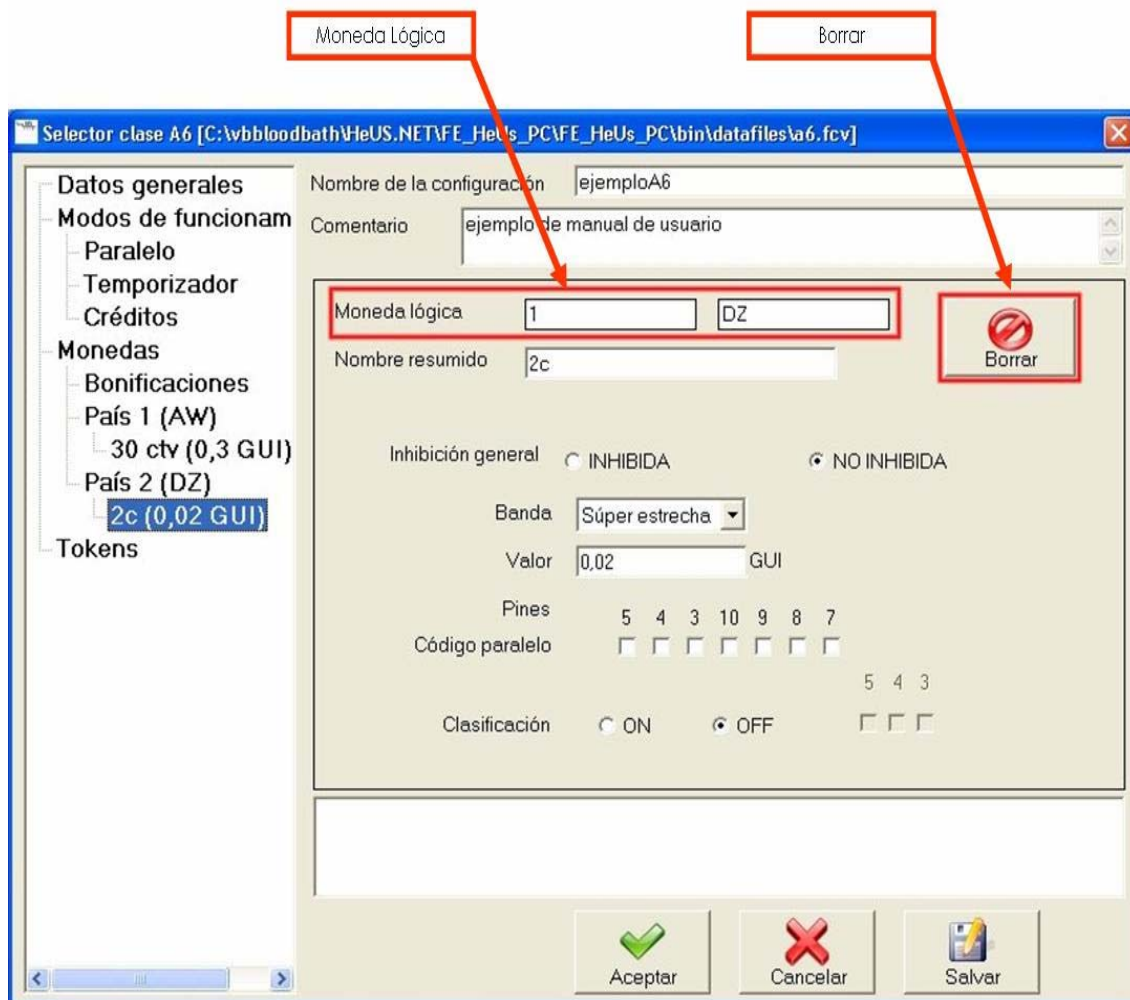 Moneda Lógica
Borrar
Selector clase A6 [C:\vbbloodbath\HeUS.NET\FE_HeUs_PC\FE_HeUs_PC\bin\datafiles\a6.fcv]
Datos generales
Modos de funcionam
Paralelo
Temporizador
Créditos
Monedas
Bonificaciones
País 1 (AW)
30 ctv (0,3 GUI)
País 2 (DZ)
2c (0,02 GUI)
Tokens
Nombre de la configuración ejemploA6
Comentario ejemplo de manual de usuario
Moneda lógica 1 DZ
Borrar
Nombre resumido 2c
Inhibición general INHIBIDA NO INHIBIDA
Banda Súper estrecha
Valor 0,02 GUI
Pines 5 4 3 10 9 8 7
Código paralelo
5 4 3
Clasificación ON OFF
Aceptar Cancelar Salvar